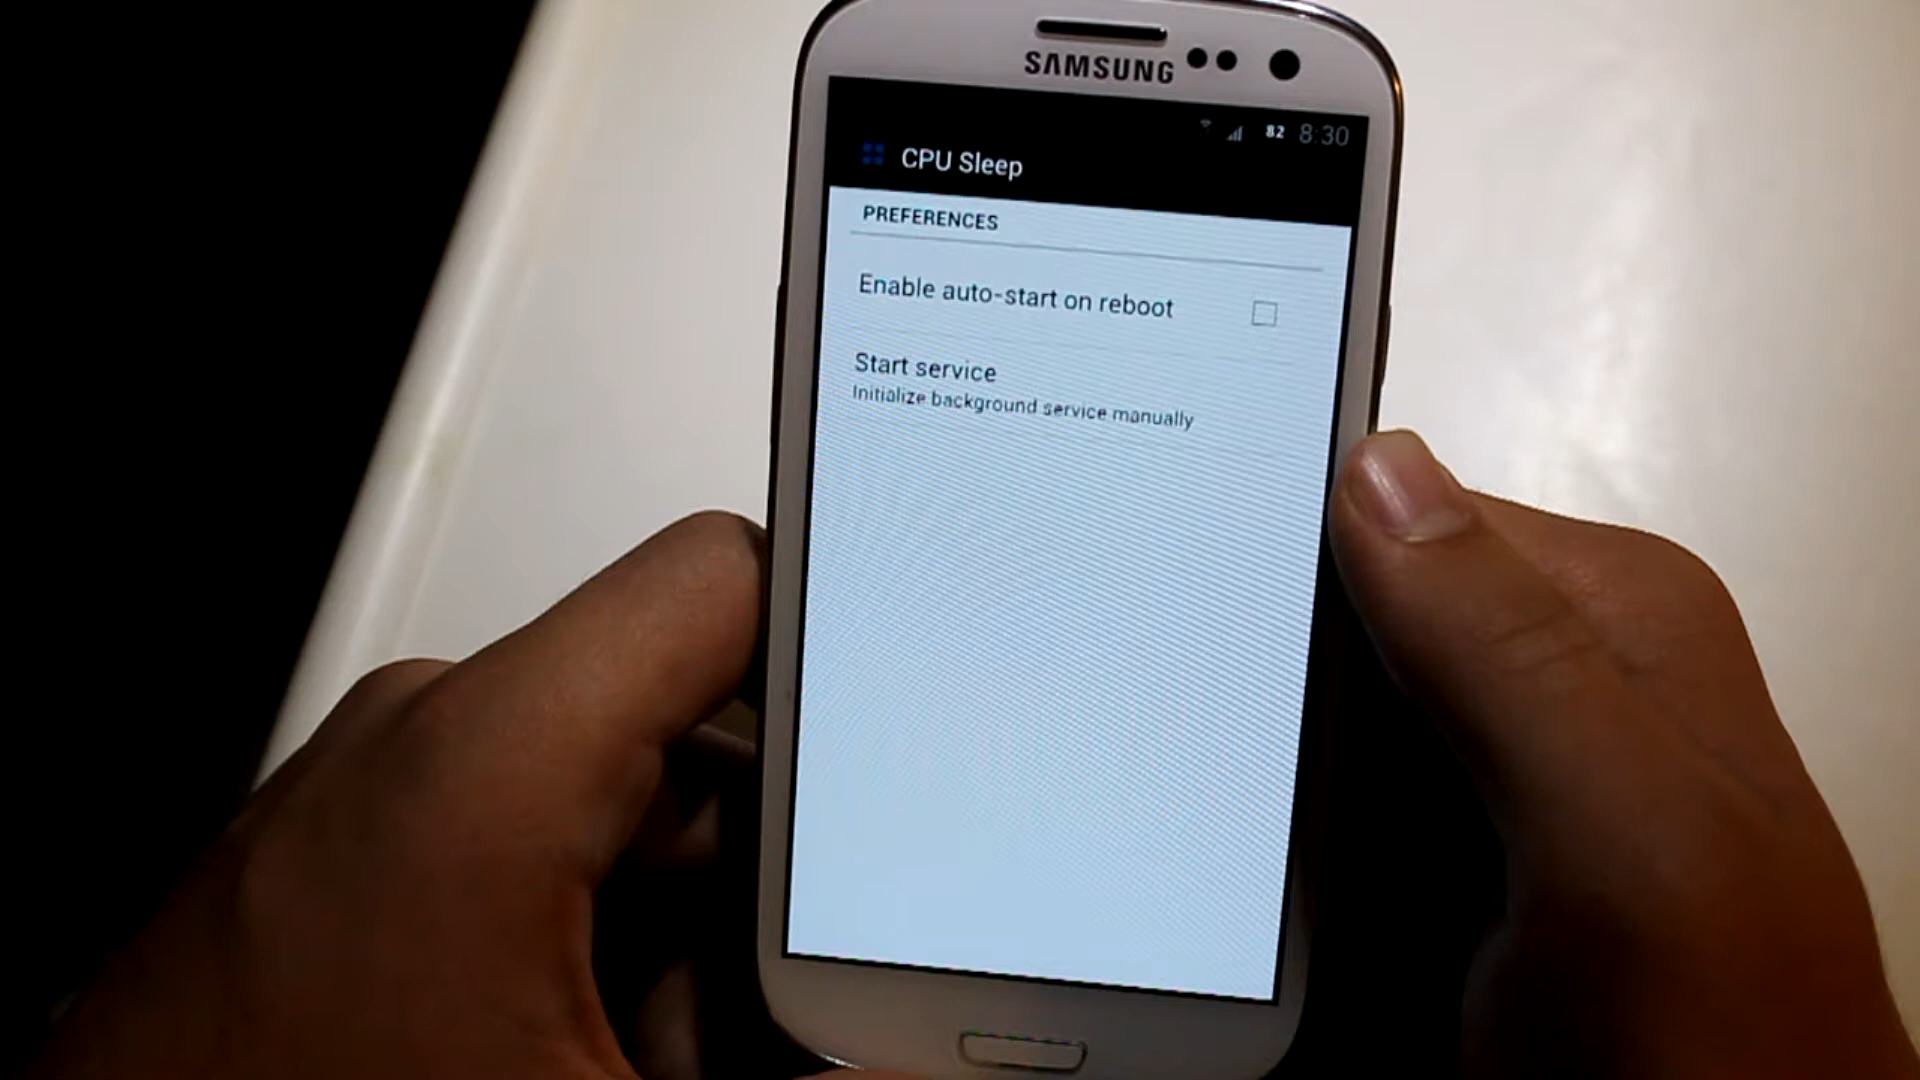 SAMSUNG
82 8:30
CPU Sleep
PREFERENCES
Enable auto-start on reboot
Start service
Initialize background service manually